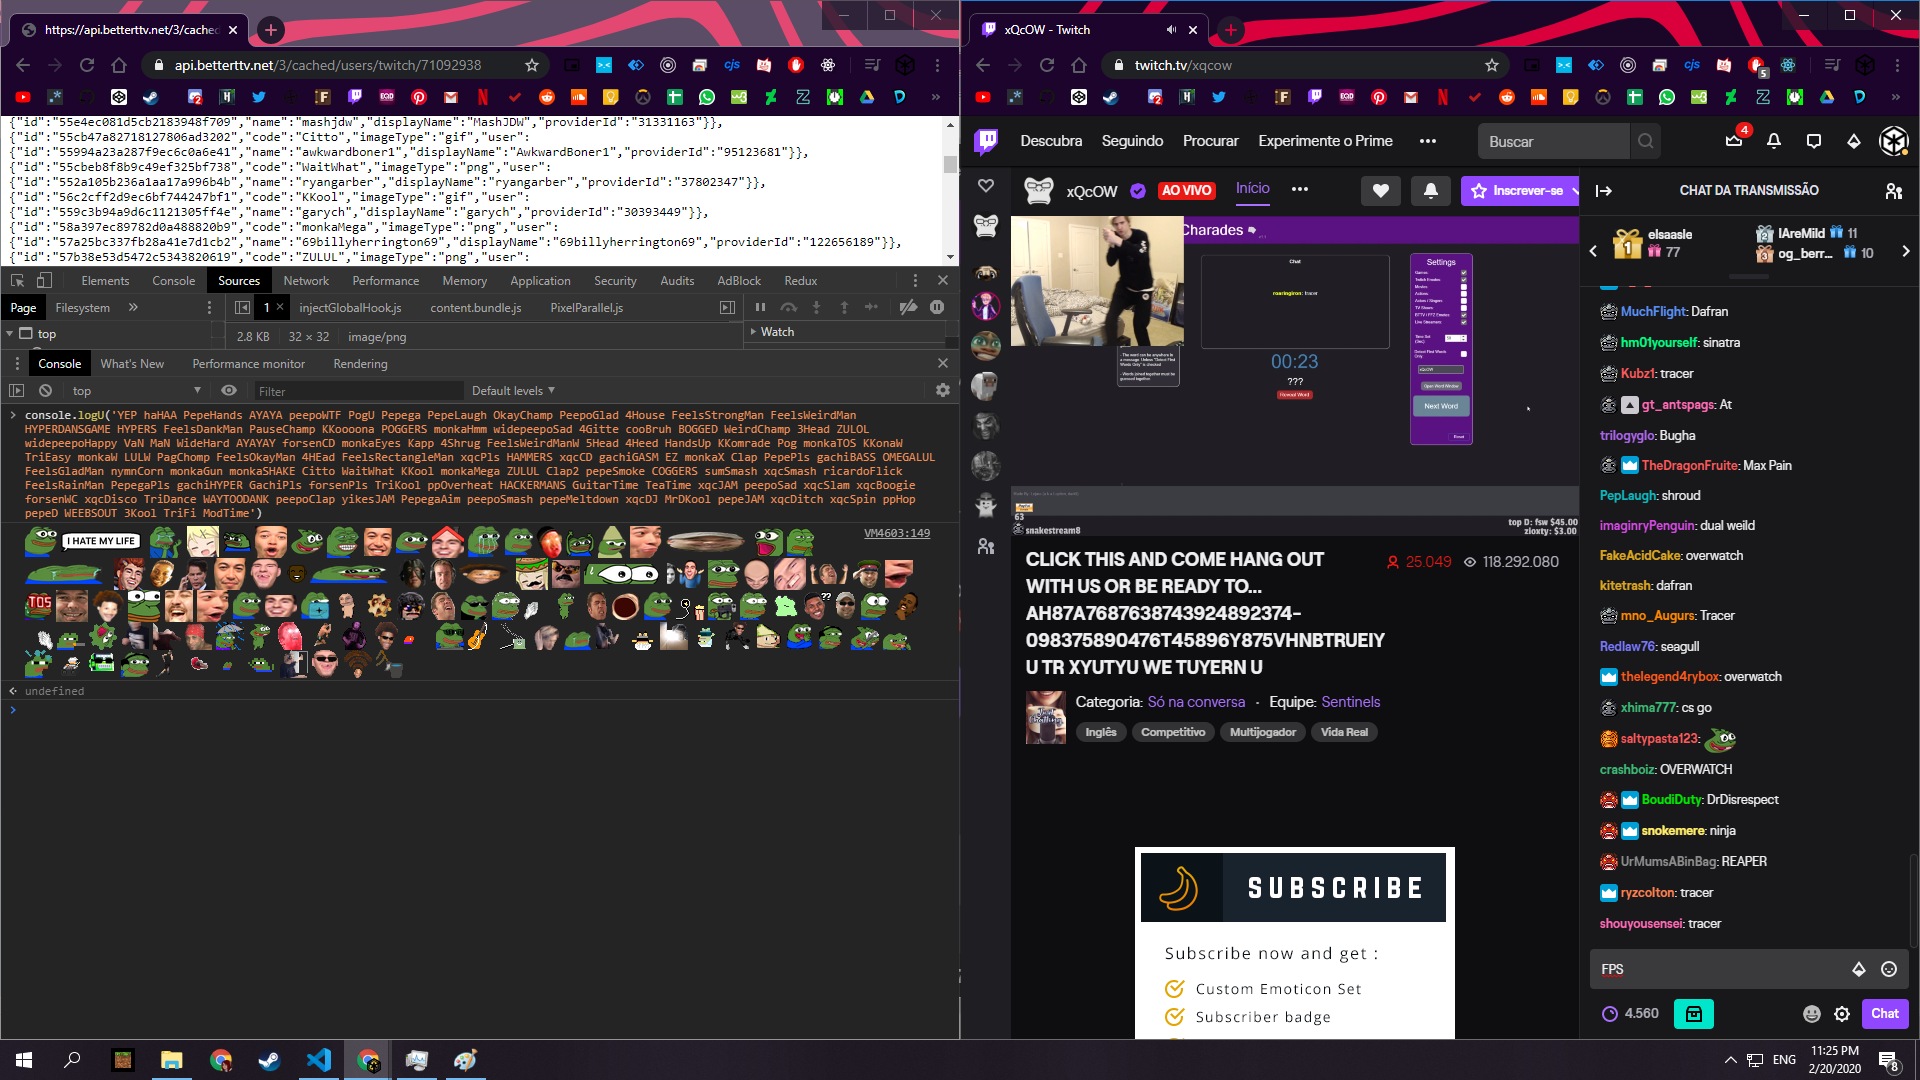 https://api.betterttv.net/3/cached
api.betterttv.net/3/cached/users/twitch/71092938
{"id":"55e4ec081d5cb2183948f709","name":"mashjdw","displayName":"MashJDW","providerId":"31331163"}},
{"id":"55cb47a82718127806ad3202","code":"Citto","imageType":"gif","user":
{"id":"55994a23a287f9ec6c0a6e41","name":"awkwardboner1","displayName":"AwkwardBoner1","providerId":"95123681"}},
{"id":"55cbeb8f8b9c49ef325bf738","code":"WaitWhat","imageType":"png","user":
{"id":"552a105b236a1aa17a996b4b","name":"ryangarber","displayName":"ryangarber","providerId":"37802347"}},
{"id":"56c2cff2d9ec6bf744247bf1","code":"KKool","imageType":"gif","user":
{"id":"559c3b94a9d6c1121305ff4e","name":"garych","displayName":"garych","providerId":"30393449"}},
{"id":"58a397ec89782d0a488820b9","code":"monkaMega","imageType":"png","user":
{"id":"57a25bc337fb28a41e7d1cb2","name":"69billyherrington69","displayName":"69billyherrington69","providerId":"122656189"}},
{"id":"57b38e53d5472c5343820619","code":"ZULUL","imageType":"png","user":
Elements Console Sources Network Performance Memory Application Security Audits AdBlock Redux
Page Filesystem 1 injectGlobalHook.js content.bundle.js PixelParallel.js
top
2.8 KB 32 × 32 image/png
Watch
Console What's New Performance monitor Rendering
top Filter Default levels
console.logU('YEP haHAA PepeHands AYAYA peepoWTF PogU Pepega PepeLaugh OkayChamp PeepoGlad 4House FeelsStrongMan FeelsWeirdMan
HYPERDANSGAME HYPERS FeelsDankMan PauseChamp KKoooona POGGERS monkaHmm widepeepoSad 4Gitte cooBruh BOGGED WeirdChamp 3Head ZULOL
widepeepoHappy VaN MaN WideHard AYAYAY forsenCD monkaEyes Kapp 4Shrug FeelsWeirdManW 5Head 4Heed HandsUp KKomrade Pog monkaTOS KKonaW
TriEasy monkaW LULW PagChomp FeelsOkayMan 4HEad FeelsRectangleMan xqcPls HAMMERS xqcCD gachiGASM EZ monkaX Clap PepePls gachiBASS OMEGALUL
FeelsGladMan nymnCorn monkaGun monkaSHAKE Citto WaitWhat KKool monkaMega ZULUL Clap2 pepeSmoke COGGERS sumSmash xqcSmash ricardoFlick
FeelsRainMan PepegaPls gachiHYPER GachiPls forsenPls TriKool ppOverheat HACKERMANS GuitarTime TeaTime xqcJAM peepoSad xqcSlam xqcBoogie
forsenWC xqcDisco TriDance WAYTOODANK peepoClap yikesJAM PepegaAim peepoSmash pepeMeltdown xqcDJ MrDKool pepeJAM xqcDitch xqcSpin ppHop
pepeD WEEBSOUT 3Kool TriFi ModTime')
I HATE MY LIFE
VM4603:149
TOS
undefined
xQcOW - Twitch
twitch.tv/xqcow
Descubra Seguindo Procurar Experimente o Prime Buscar 4
xQcOW AO VIVO Início Inscrever-se
Charades
Chat
roaringiron: tracer
00:23
???
Reveal Word
Settings
Next Word
63
snakestream8
top D: fsw $45.00
zloxty: $3.00
CLICK THIS AND COME HANG OUT
WITH US OR BE READY TO...
AH87A7687638743924892374-
098375890476T45896Y875VHNBTRUEIY
U TR XYUTYU WE TUYERN U
25.049 118.292.080
Categoria: Só na conversa · Equipe: Sentinels
Inglês Competitivo Multijogador Vida Real
SUBSCRIBE
Subscribe now and get :
Custom Emoticon Set
Subscriber badge
CHAT DA TRANSMISSÃO
1 elsaasle 77
2 IAreMild 11
3 og_berr... 10
MuchFlight: Dafran
hm01yourself: sinatra
Kubz1: tracer
gt_antspags: At
trilogyglo: Bugha
TheDragonFruite: Max Pain
PepLaugh: shroud
imaginryPenguin: dual weild
FakeAcidCake: overwatch
kitetrash: dafran
mno_Augurs: Tracer
Redlaw76: seagull
thelegend4rybox: overwatch
xhima777: cs go
saltypasta123:
crashboiz: OVERWATCH
BoudiDuty: DrDisrespect
snokemere: ninja
UrMumsABinBag: REAPER
ryzcolton: tracer
shouyousensei: tracer
FPS
4.560 Chat
ENG
11:25 PM
2/20/2020
8